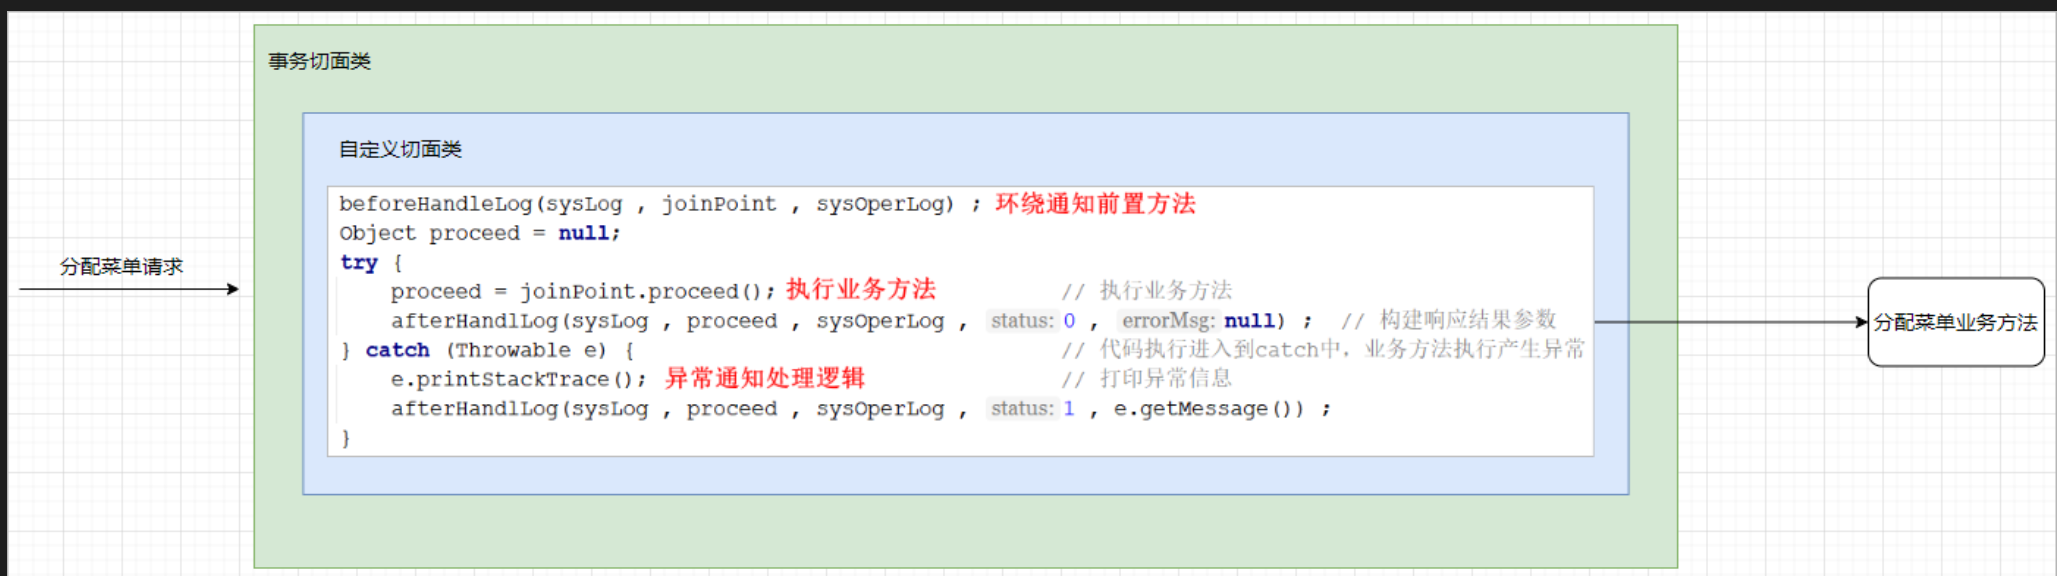 事务切面类
自定义切面类
beforeHandleLog(sysLog , joinPoint , sysOperLog) ; 环绕通知前置方法
Object proceed = null;
try {
分配菜单请求
proceed = joinPoint.proceed(); 执行业务方法 // 执行业务方法
afterHandlLog(sysLog , proceed , sysOperLog , status: 0 , errorMsg: null) ; // 构建响应结果参数
分配菜单业务方法
} catch (Throwable e) { // 代码执行进入到catch中，业务方法执行产生异常
e.printStackTrace(); 异常通知处理逻辑 // 打印异常信息
afterHandlLog(sysLog , proceed , sysOperLog , status: 1 , e.getMessage()) ;
}